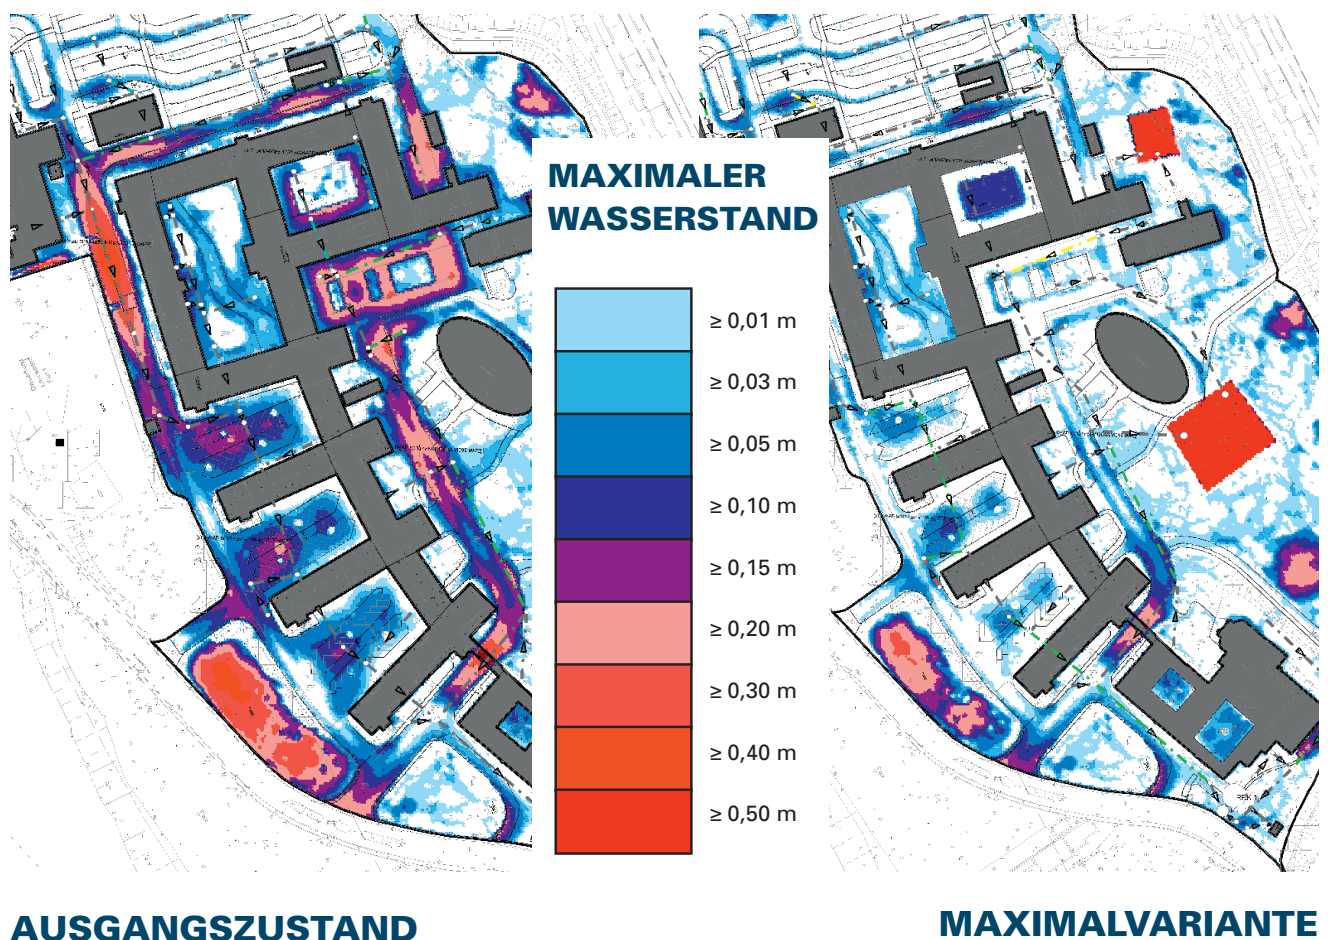 MAXIMALER
WASSERSTAND
≥ 0,01 m
≥ 0,03 m
≥ 0,05 m
≥ 0,10 m
≥ 0,15 m
≥ 0,20 m
≥ 0,30 m
≥ 0,40 m
≥ 0,50 m
AUSGANGSZUSTAND
MAXIMALVARIANTE